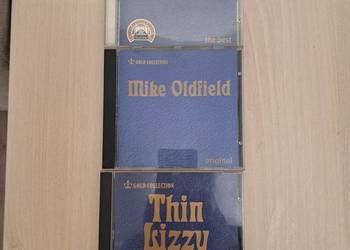 the best
GOLD COLLECTION
Mike Oldfield
original
GOLD COLLECTION
Thin
Lizzy